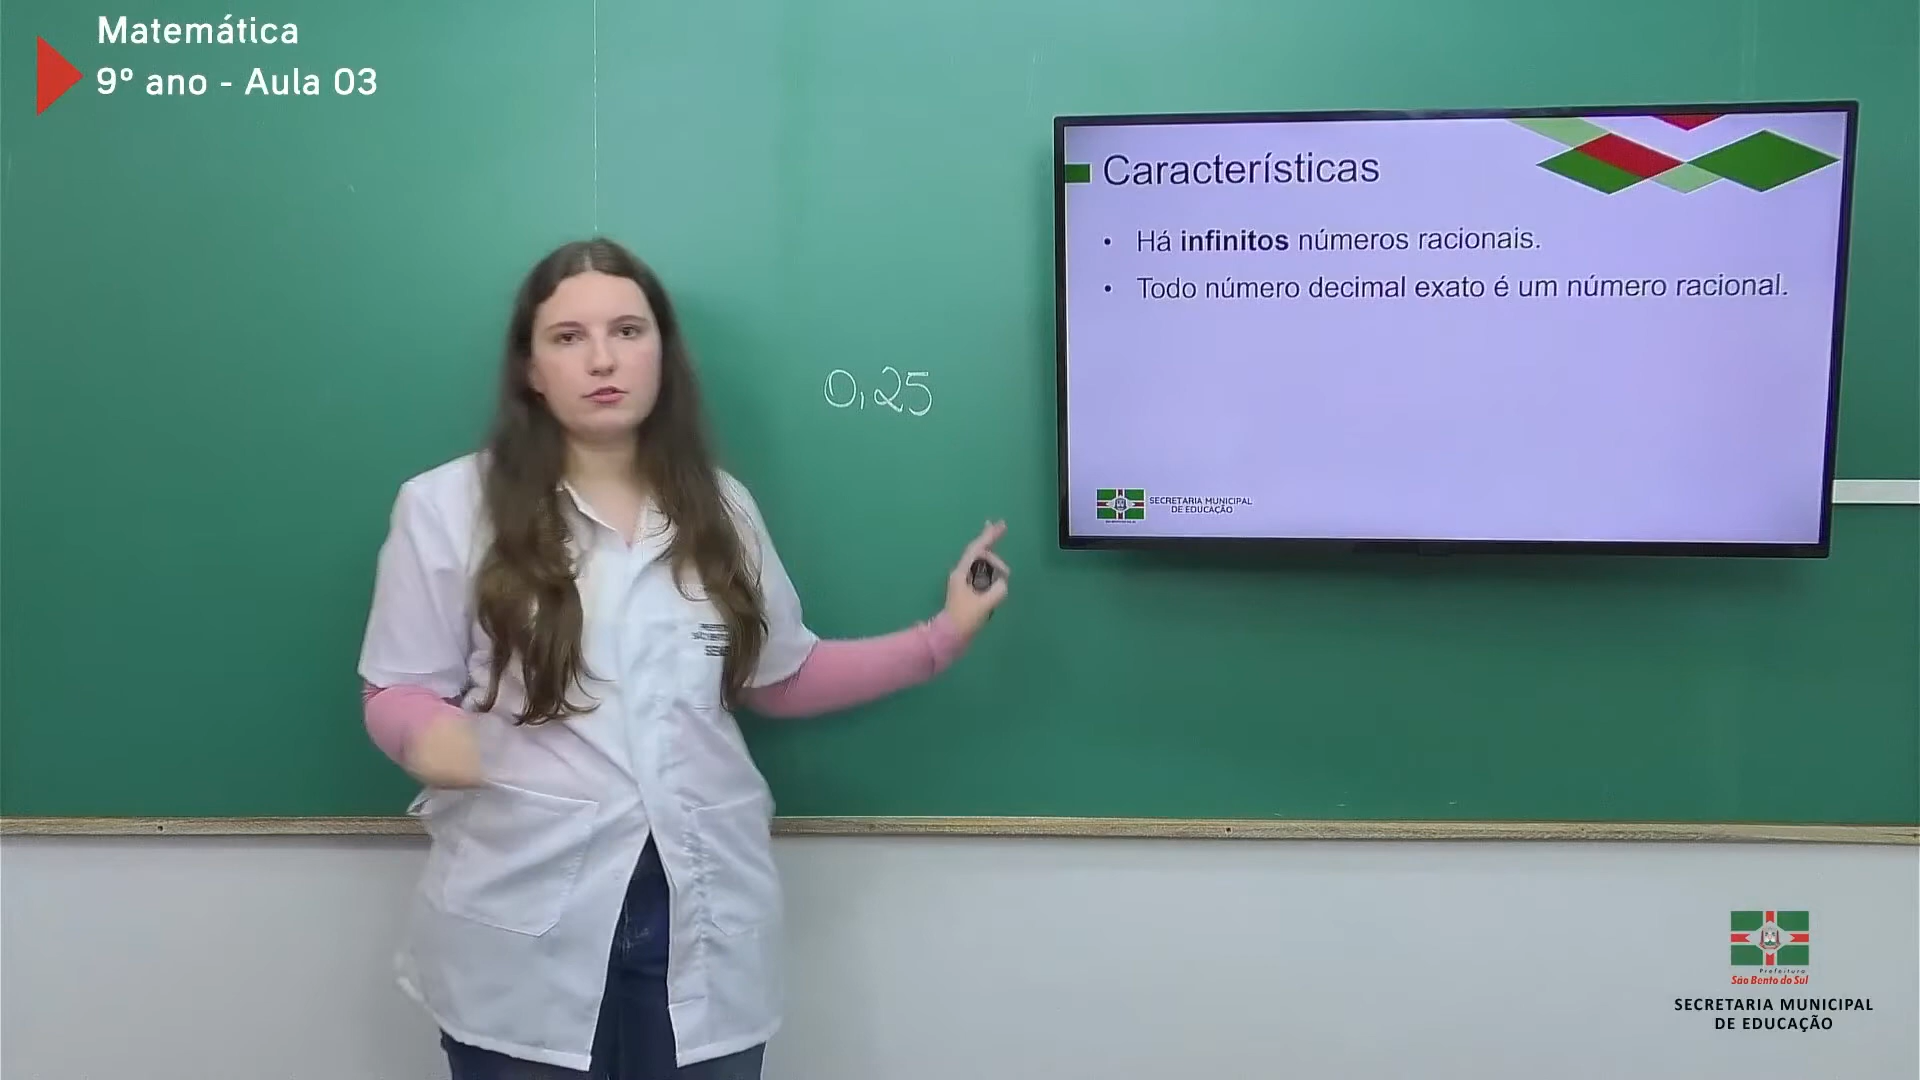 Matemática
9º ano - Aula 03
Características
• Há infinitos números racionais.
• Todo número decimal exato é um número racional.
0,25
SECRETARIA MUNICIPAL
DE EDUCAÇÃO
Prefeitura
São Bento do Sul
SECRETARIA MUNICIPAL
DE EDUCAÇÃO